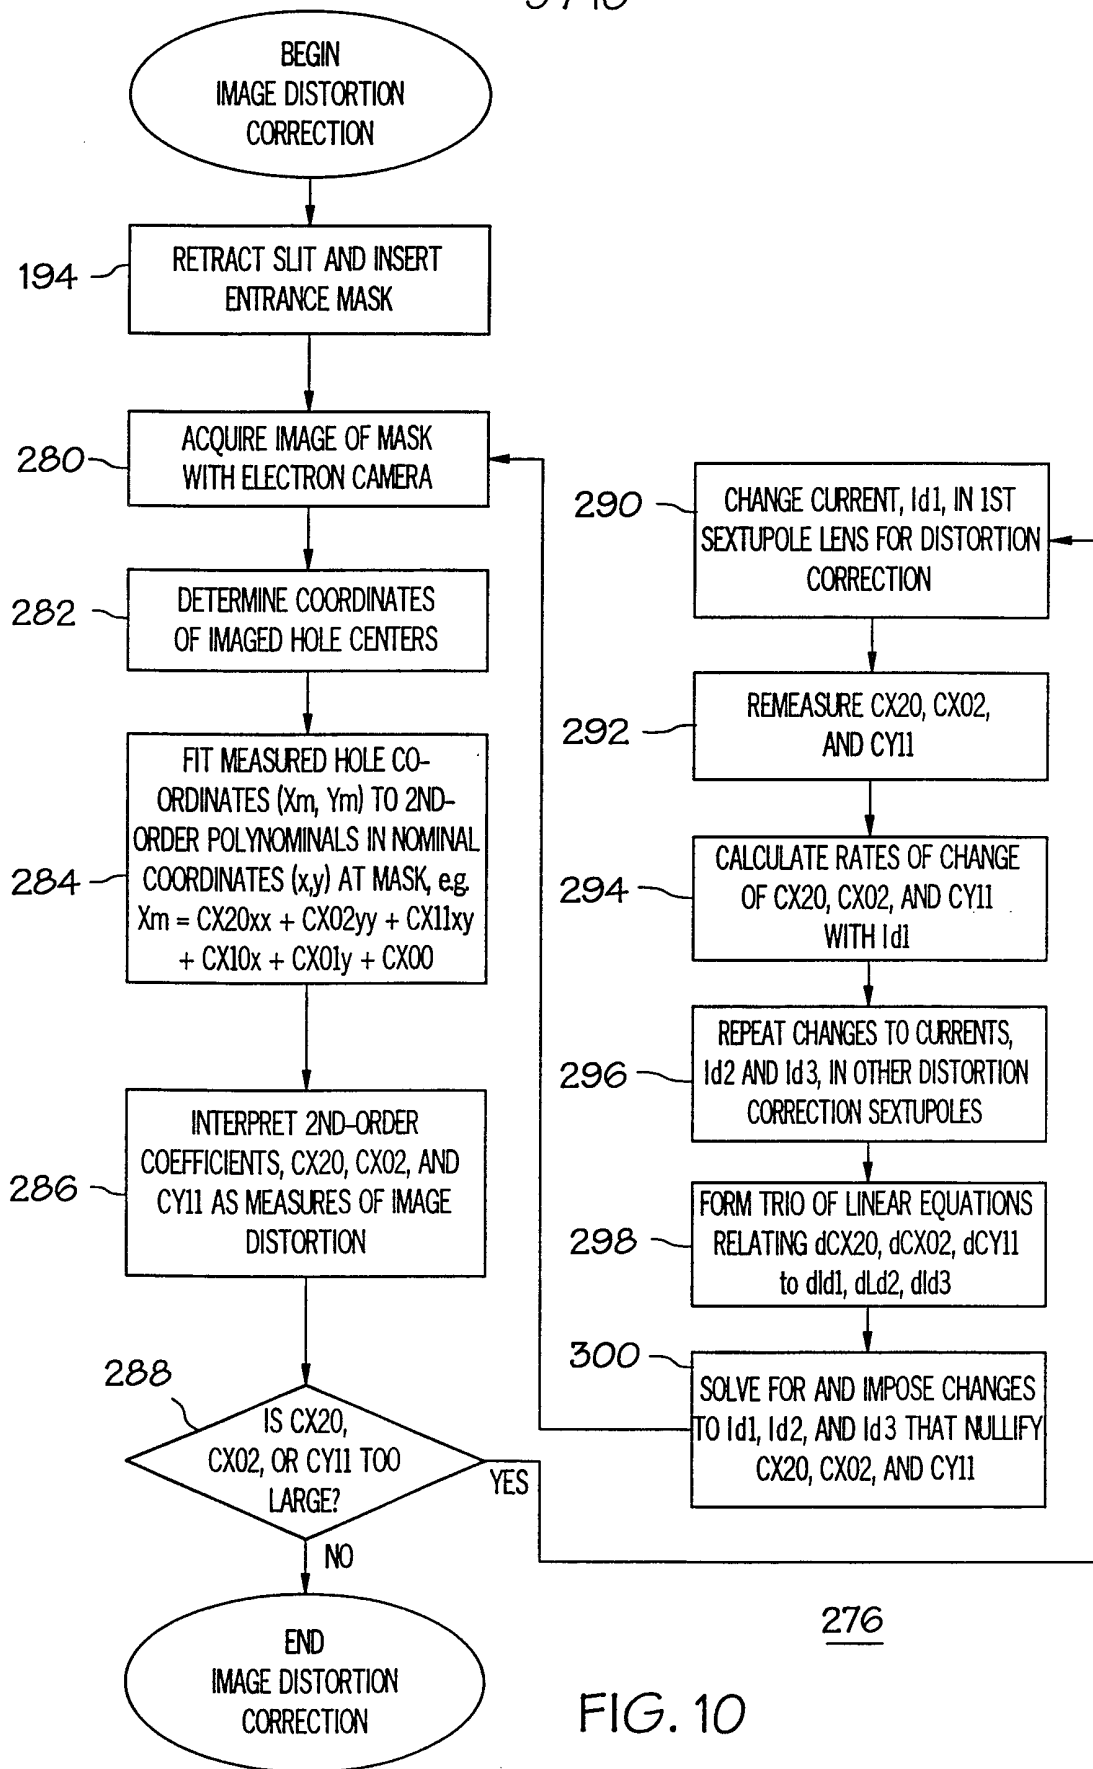 BEGIN
IMAGE DISTORTION
CORRECTION
194
RETRACT SLIT AND INSERT
ENTRANCE MASK
280
ACQUIRE IMAGE OF MASK
WITH ELECTRON CAMERA
282
DETERMINE COORDINATES
OF IMAGED HOLE CENTERS
284
FIT MEASURED HOLE CO-
ORDINATES (Xm, Ym) TO 2ND-
ORDER POLYNOMINALS IN NOMINAL
COORDINATES (x,y) AT MASK, e.g.
Xm = CX20xx + CX02yy + CX11xy
+ CX10x + CX01y + CX00
286
INTERPRET 2ND-ORDER
COEFFICIENTS, CX20, CX02, AND
CY11 AS MEASURES OF IMAGE
DISTORTION
288
IS CX20,
CX02, OR CY11 TOO
LARGE?
YES
NO
END
IMAGE DISTORTION
CORRECTION
290
CHANGE CURRENT, Id1, IN 1ST
SEXTUPOLE LENS FOR DISTORTION
CORRECTION
292
REMEASURE CX20, CX02,
AND CY11
294
CALCULATE RATES OF CHANGE
OF CX20, CX02, AND CY11
WITH Id1
296
REPEAT CHANGES TO CURRENTS,
Id2 AND Id3, IN OTHER DISTORTION
CORRECTION SEXTUPOLES
298
FORM TRIO OF LINEAR EQUATIONS
RELATING dCX20, dCX02, dCY11
to dId1, dLd2, dId3
300
SOLVE FOR AND IMPOSE CHANGES
TO Id1, Id2, AND Id3 THAT NULLIFY
CX20, CX02, AND CY11
276
FIG. 10